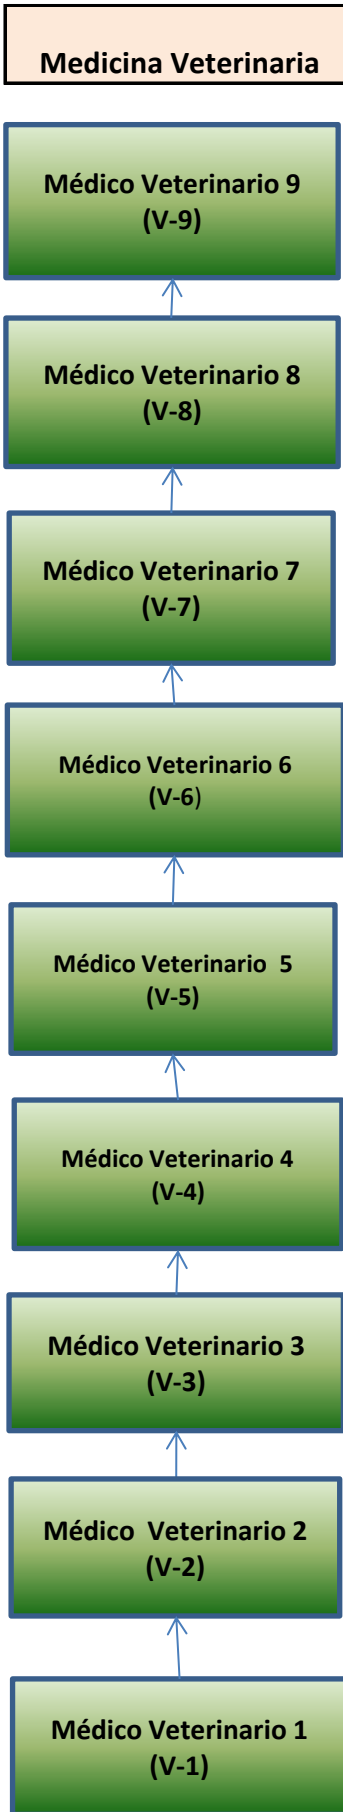 Medicina Veterinaria
Médico Veterinario 9
(V-9)
Médico Veterinario 8
(V-8)
Médico Veterinario 7
(V-7)
Médico Veterinario 6
(V-6)
Médico Veterinario  5
(V-5)
Médico Veterinario 4
(V-4)
Médico Veterinario 3
(V-3)
Médico  Veterinario 2
(V-2)
Médico Veterinario 1
(V-1)